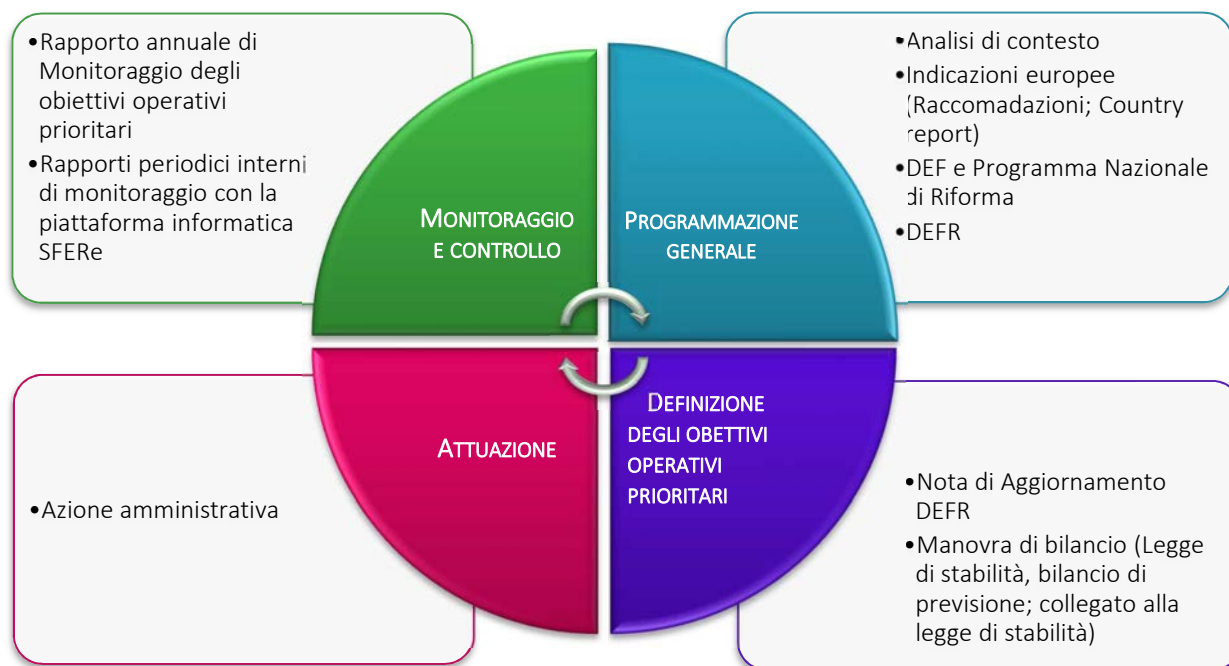 •Rapporto annuale di
Monitoraggio degli
obiettivi operativi
prioritari
•Rapporti periodici interni
di monitoraggio con la
piattaforma informatica
SFERe
•Analisi di contesto
•Indicazioni europee
(Raccomadazioni; Country
report)
•DEF e Programma Nazionale
di Riforma
•DEFR
MONITORAGGIO
E CONTROLLO
PROGRAMMAZIONE
GENERALE
ATTUAZIONE
DEFINIZIONE
DEGLI OBETTIVI
OPERATIVI
PRIORITARI
•Azione amministrativa
•Nota di Aggiornamento
DEFR
•Manovra di bilancio (Legge
di stabilità, bilancio di
previsione; collegato alla
legge di stabilità)